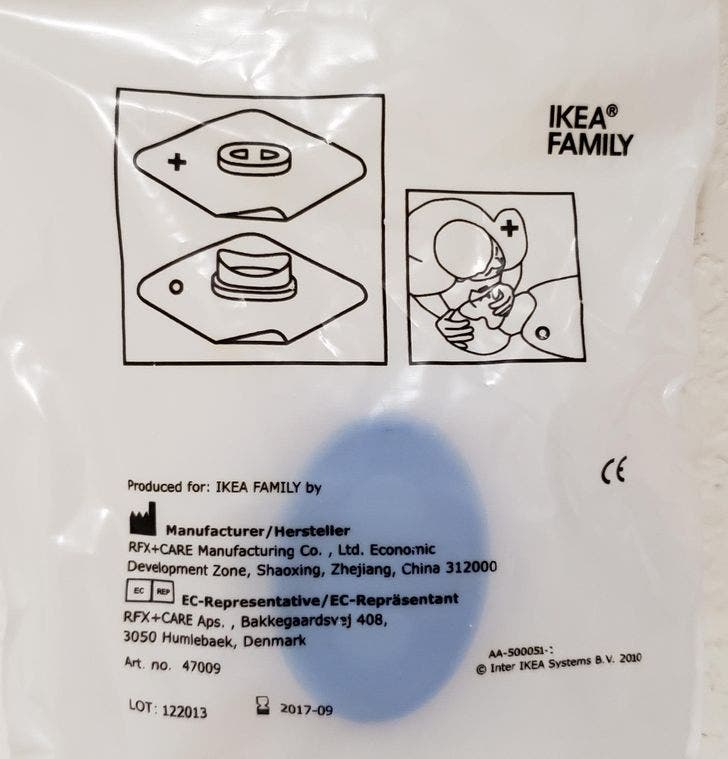 IKEA®
FAMILY
+
+
Produced for: IKEA FAMILY by
Manufacturer/Hersteller
RFX+CARE Manufacturing Co. , Ltd. Economic
Development Zone, Shaoxing, Zhejiang, China 312000
EC REP
EC-Representative/EC-Repräsentant
RFX+CARE Aps. , Bakkegaardsvej 408,
3050 Humlebaek, Denmark
Art. no. 47009
LOT: 122013
2017-09
CE
AA-500051-
© Inter IKEA Systems B.V. 2010